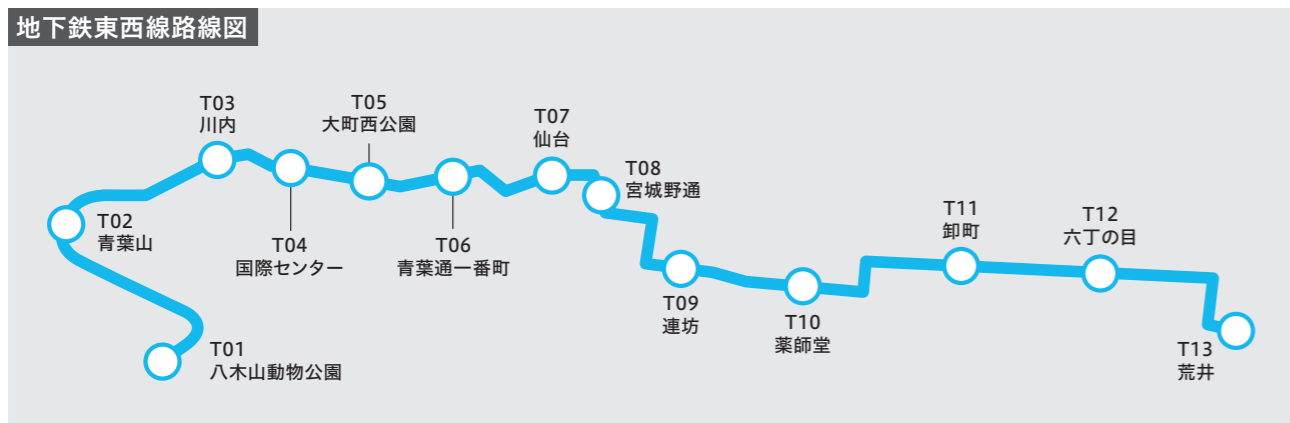 地下鉄東西線路線図
T01
八木山動物公園
T02
青葉山
T03
川内
T04
国際センター
T05
大町西公園
T06
青葉通一番町
T07
仙台
T08
宮城野通
T09
連坊
T10
薬師堂
T11
卸町
T12
六丁の目
T13
荒井